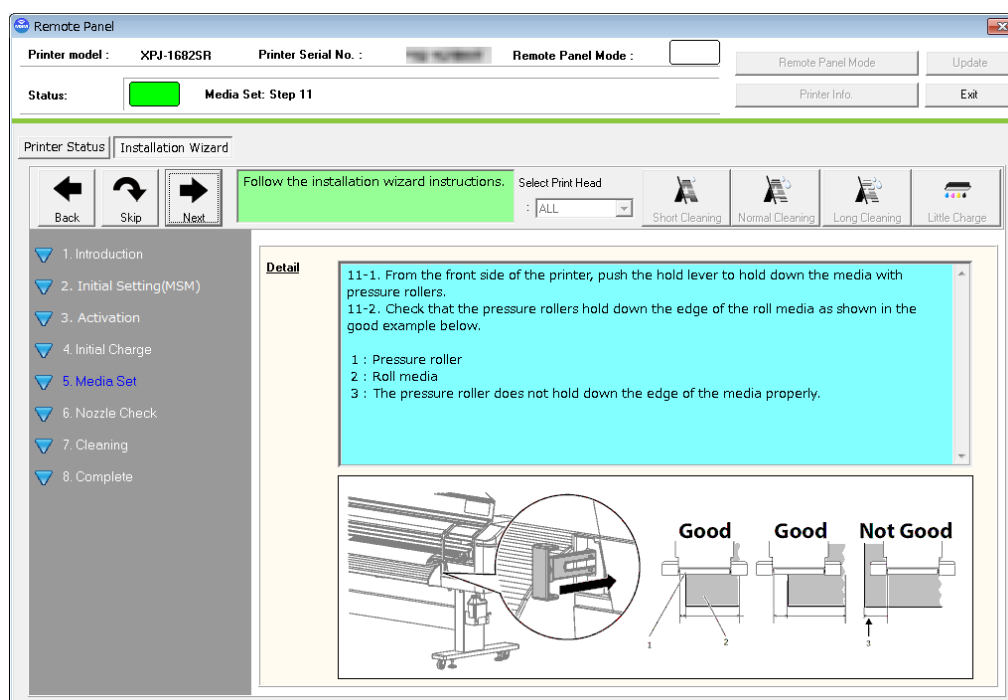 Remote Panel
Printer model : XPJ-1682SR Printer Serial No. : Remote Panel Mode :
Remote Panel Mode Update
Status: Media Set: Step 11
Printer Info. Exit
Printer Status Installation Wizard
Back Skip Next
Follow the installation wizard instructions.
Select Print Head
: ALL
Short Cleaning Normal Cleaning Long Cleaning Little Charge
1. Introduction
2. Initial Setting(MSM)
3. Activation
4. Initial Charge
5. Media Set
6. Nozzle Check
7. Cleaning
8. Complete
Detail
11-1. From the front side of the printer, push the hold lever to hold down the media with
pressure rollers.
11-2. Check that the pressure rollers hold down the edge of the roll media as shown in the
good example below.
1 : Pressure roller
2 : Roll media
3 : The pressure roller does not hold down the edge of the media properly.
Good Good Not Good
1 2 3